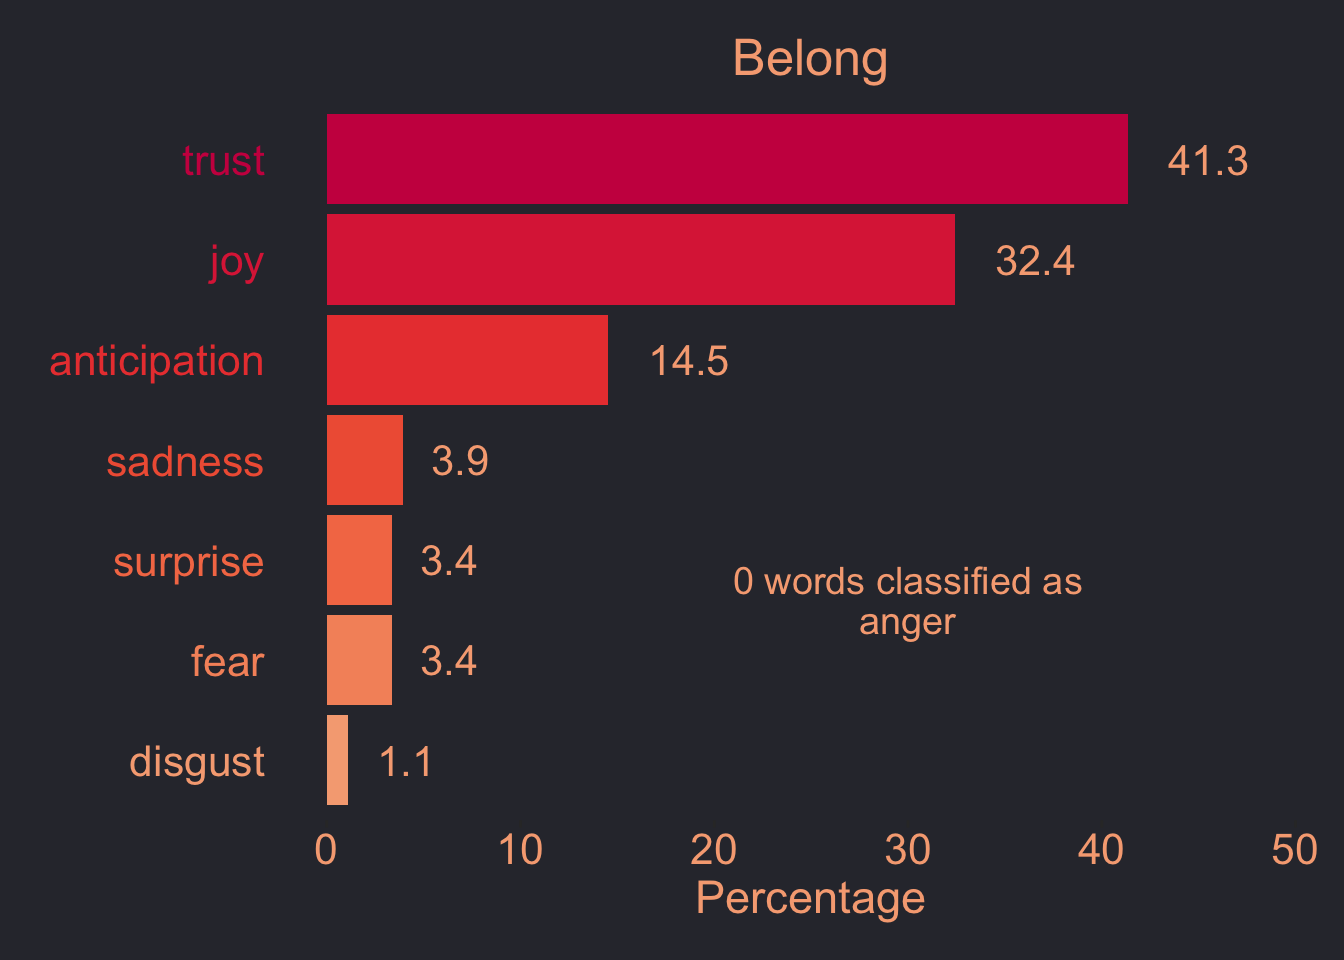 Belong
trust 41.3
joy 32.4
anticipation 14.5
sadness 3.9
surprise 3.4
0 words classified as
anger
fear 3.4
disgust 1.1
0 10 20 30 40 50
Percentage